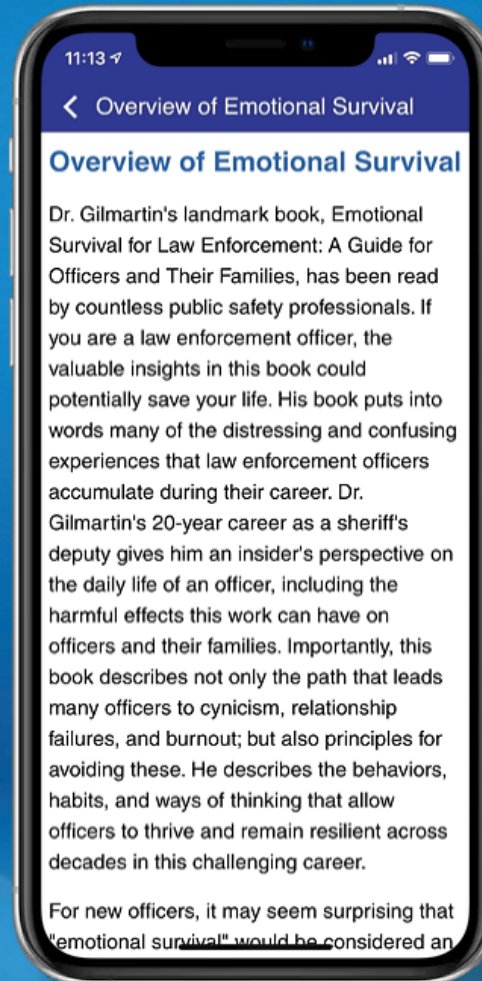 11:13
Overview of Emotional Survival
Overview of Emotional Survival
Dr. Gilmartin's landmark book, Emotional
Survival for Law Enforcement: A Guide for
Officers and Their Families, has been read
by countless public safety professionals. If
you are a law enforcement officer, the
valuable insights in this book could
potentially save your life. His book puts into
words many of the distressing and confusing
experiences that law enforcement officers
accumulate during their career. Dr.
Gilmartin's 20-year career as a sheriff's
deputy gives him an insider's perspective on
the daily life of an officer, including the
harmful effects this work can have on
officers and their families. Importantly, this
book describes not only the path that leads
many officers to cynicism, relationship
failures, and burnout; but also principles for
avoiding these. He describes the behaviors,
habits, and ways of thinking that allow
officers to thrive and remain resilient across
decades in this challenging career.
For new officers, it may seem surprising that
"emotional survival" would be considered an